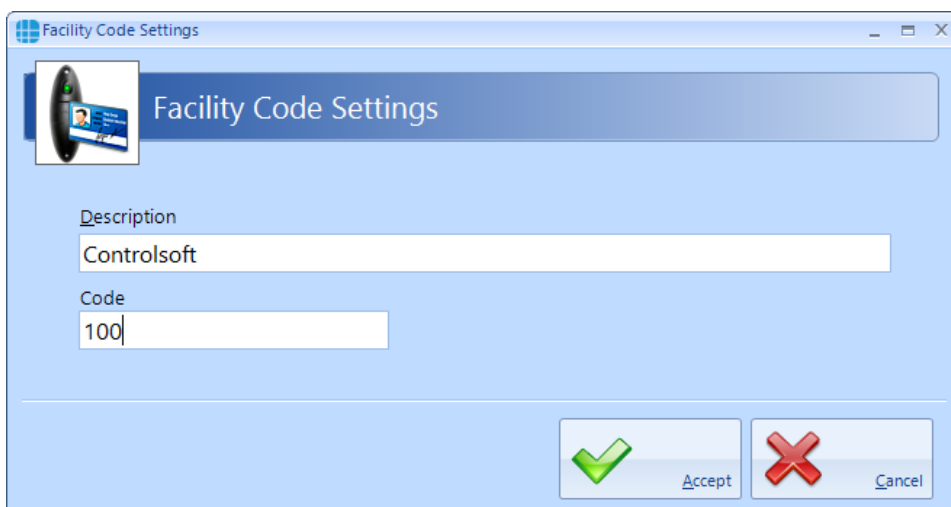 Facility Code Settings
Facility Code Settings
Description
Controlsoft
Code
100
Accept
Cancel